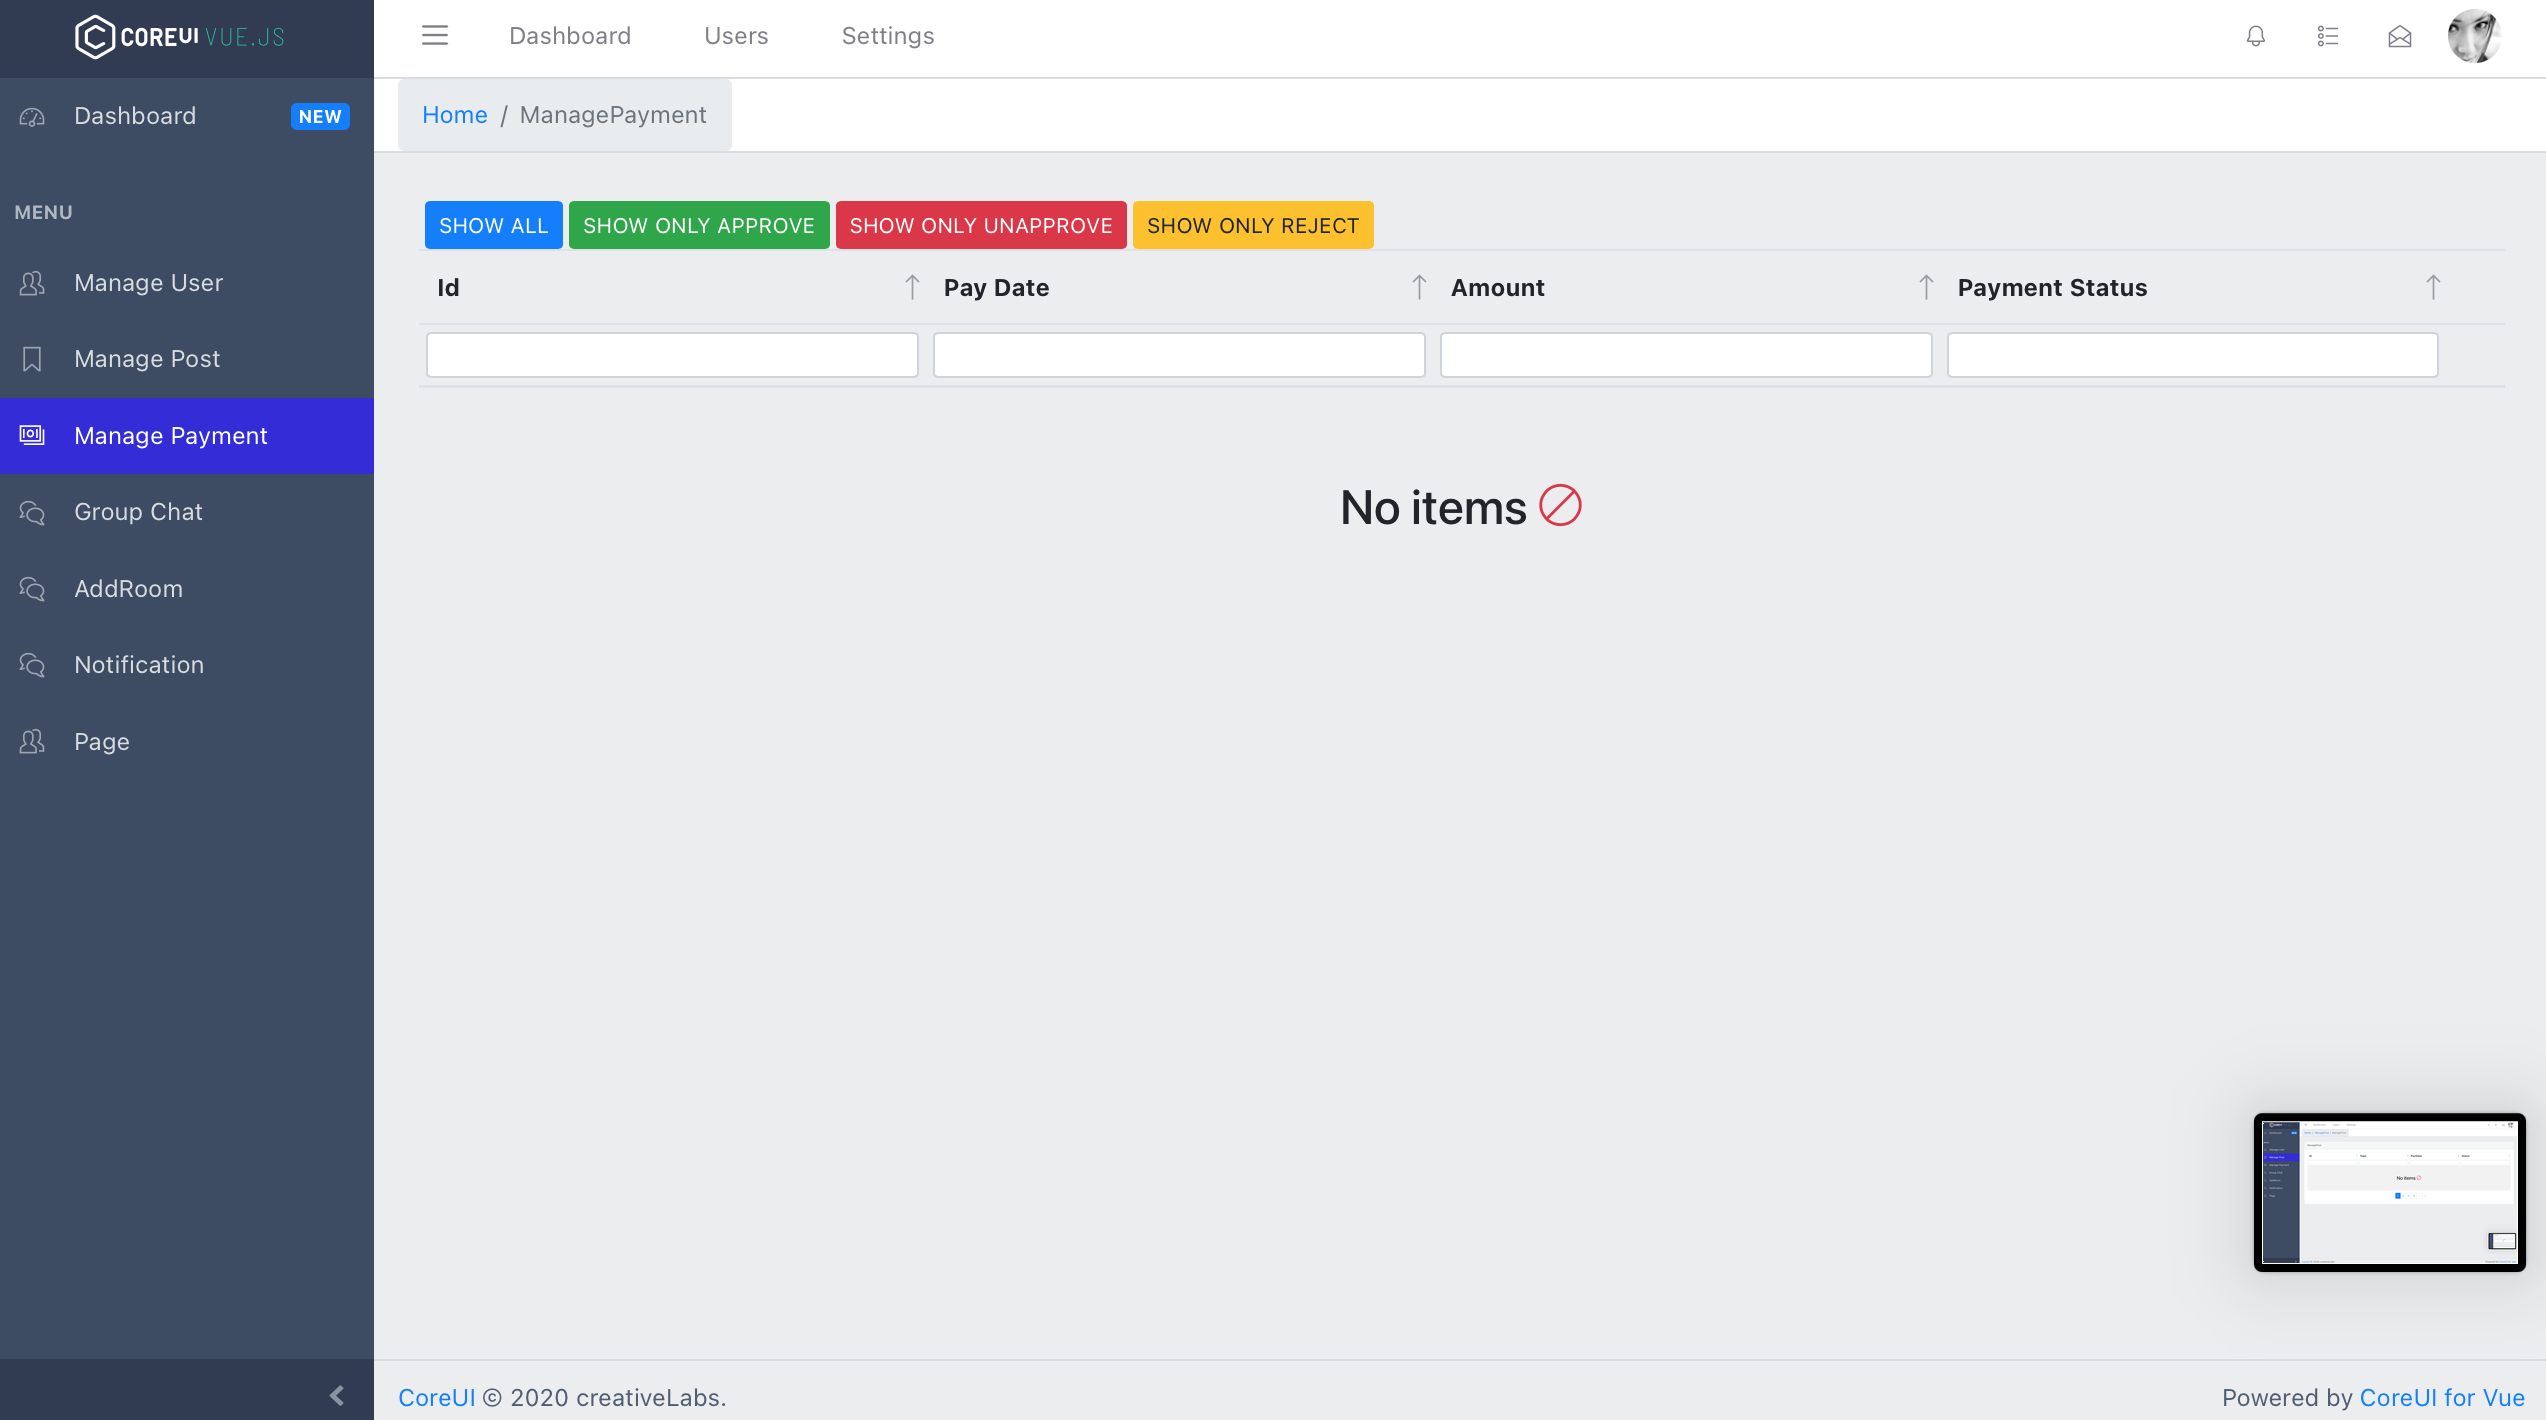 COREUI VUE.JS
Dashboard Users Settings
Dashboard NEW
Home / ManagePayment
MENU
SHOW ALL SHOW ONLY APPROVE SHOW ONLY UNAPPROVE SHOW ONLY REJECT
Id Pay Date Amount Payment Status
Manage User
Manage Post
Manage Payment
Group Chat
AddRoom
Notification
Page
No items
No items
CoreUI © 2020 creativeLabs.
Powered by CoreUI for Vue